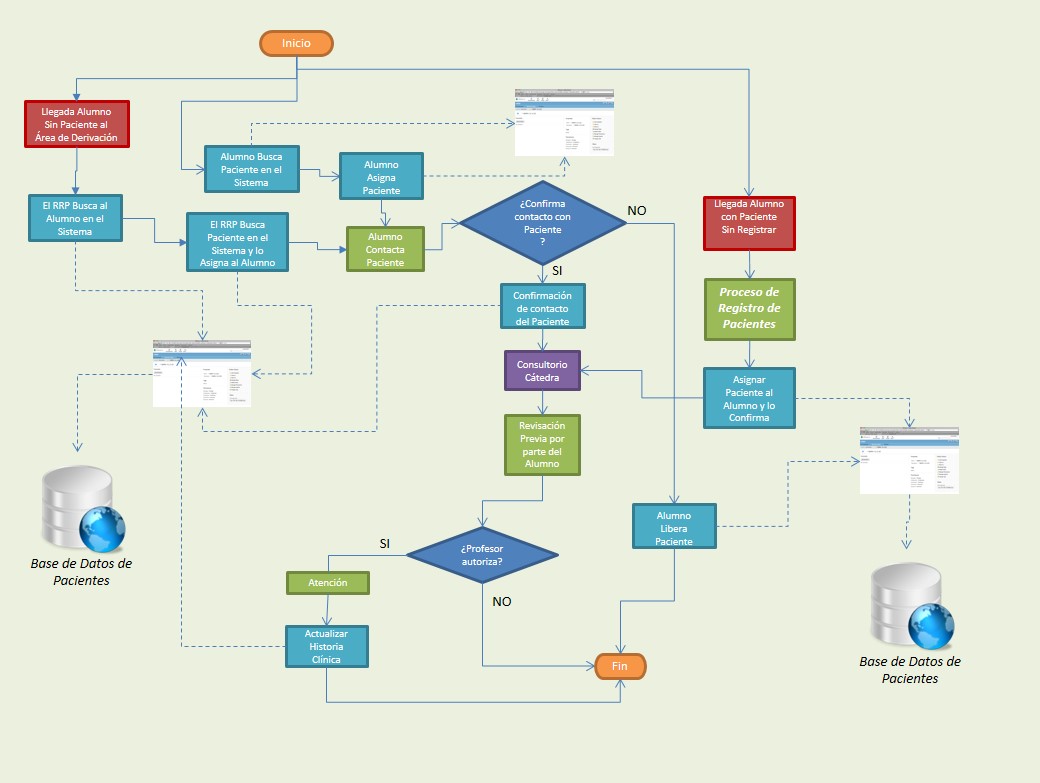 Inicio
Llegada Alumno
Sin Paciente al
Área de Derivación
Alumno Busca
Paciente en el
Sistema
Alumno
Asigna
Paciente
El RRP Busca al
Alumno en el
Sistema
El RRP Busca
Paciente en el
Sistema y lo
Asigna al Alumno
Alumno
Contacta
Paciente
¿Confirma
contacto con
Paciente
?
NO
SI
Llegada Alumno
con Paciente
Sin Registrar
Proceso de
Registro de
Pacientes
Confirmación
de contacto
del Paciente
Consultorio
Cátedra
Asignar
Paciente al
Alumno y lo
Confirma
Revisación
Previa por
parte del
Alumno
Alumno
Libera
Paciente
¿Profesor
autoriza?
SI
NO
Atención
Actualizar
Historia
Clínica
Fin
Base de Datos de
Pacientes
Base de Datos de
Pacientes